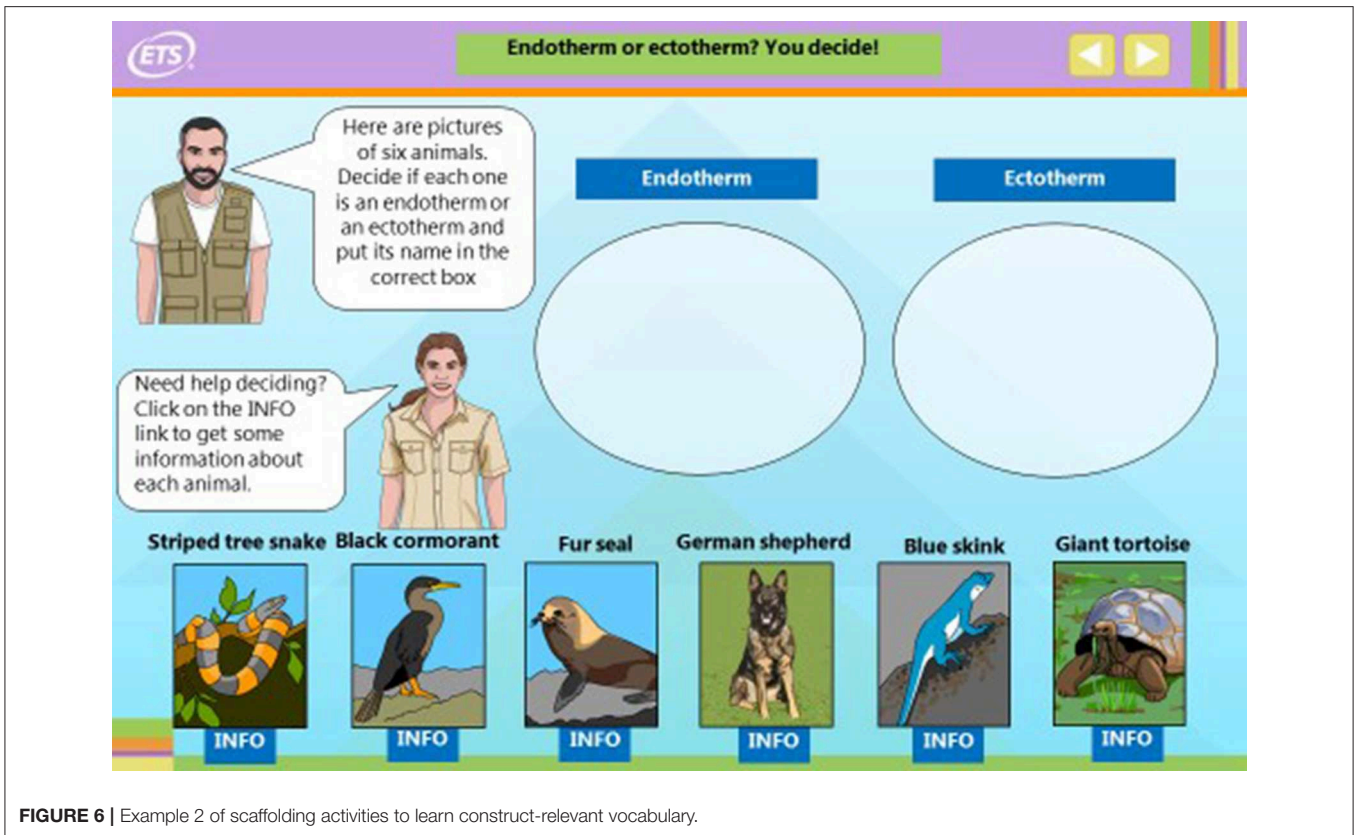 ETS
Endotherm or ectotherm? You decide!
Here are pictures
of six animals.
Decide if each one
is an endotherm or
an ectotherm and
put its name in the
correct box
Endotherm
Ectotherm
Need help deciding?
Click on the INFO
link to get some
information about
each animal.
Striped tree snake
Black cormorant
Fur seal
German shepherd
Blue skink
Giant tortoise
INFO
INFO
INFO
INFO
INFO
INFO
FIGURE 6 | Example 2 of scaffolding activities to learn construct-relevant vocabulary.